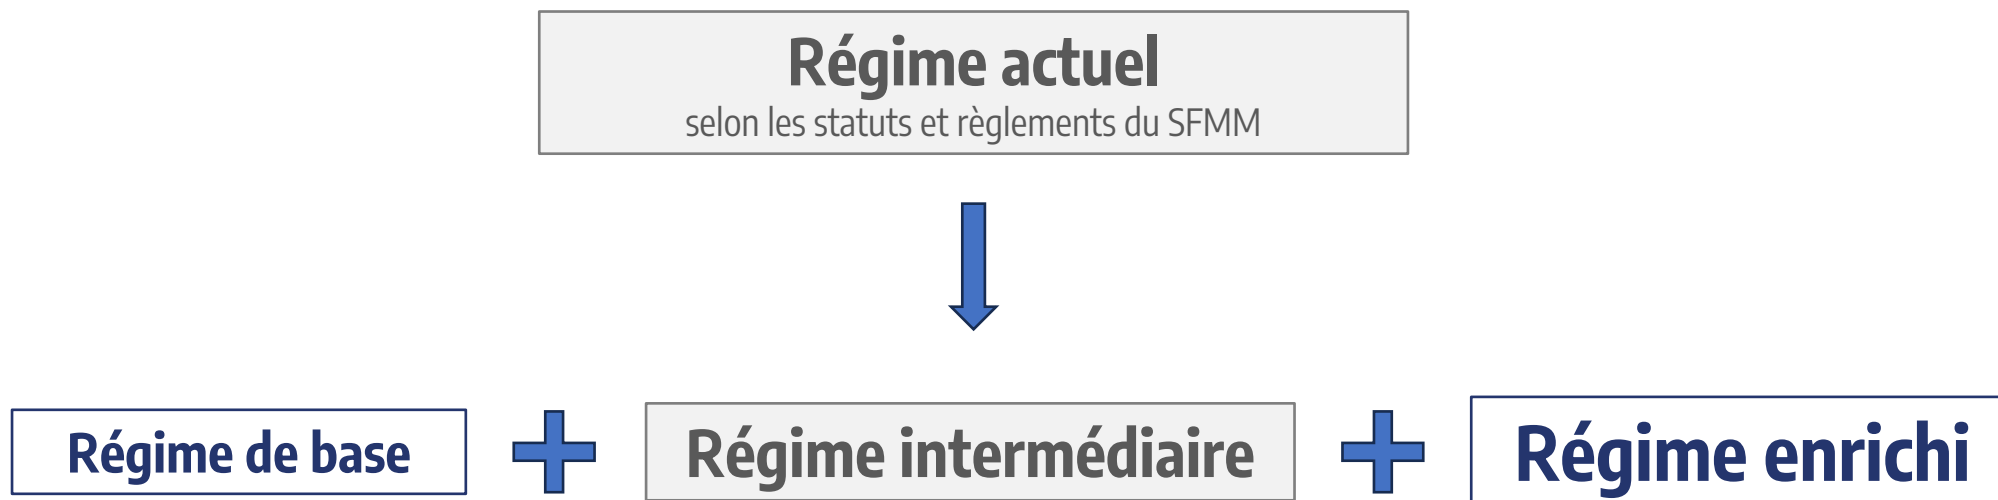 Régime actuel
selon les statuts et règlements du SFMM
Régime de base
Régime intermédiaire
Régime enrichi